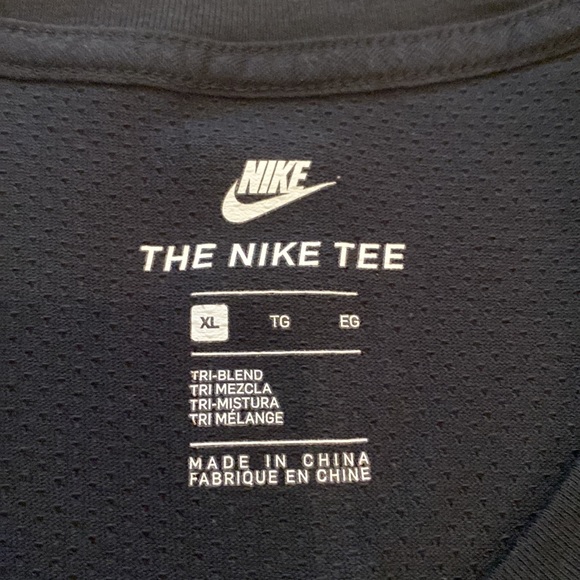 NIKE
THE NIKE TEE
XL TG EG
TRI-BLEND
TRI MEZCLA
TRI-MISTURA
TRI MÉLANGE
MADE IN CHINA
FABRIQUE EN CHINE